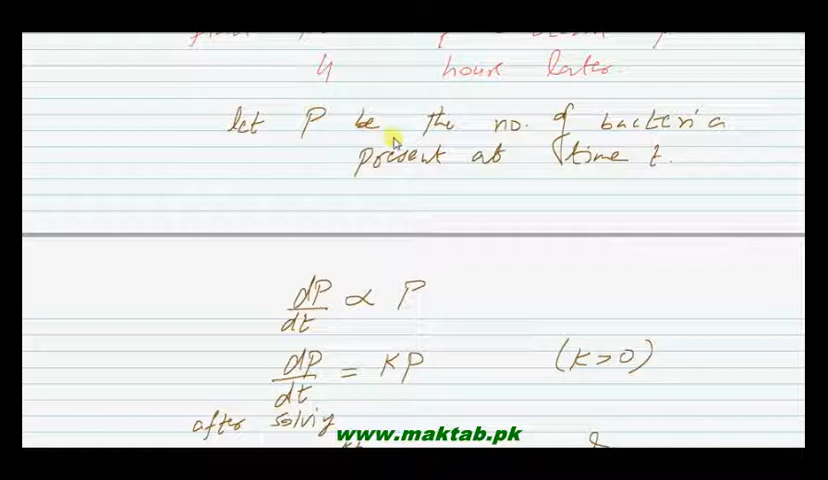 4 hour later.
let P be the no. of bacteria
present at time t.
dP/dt ∝ P
dP/dt = KP (K>0)
after solving
www.maktab.pk